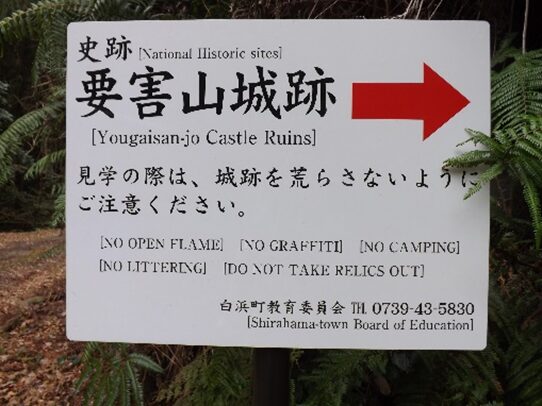 史跡 [National Historic sites]
要害山城跡
[Yougaisan-jo Castle Ruins]
見学の際は、城跡を荒らさないように
ご注意ください。
[NO OPEN FLAME] [NO GRAFFITI] [NO CAMPING]
[NO LITTERING] [DO NOT TAKE RELICS OUT]
白浜町教育委員会 TEL 0739-43-5830
[Shirahama-town Board of Education]